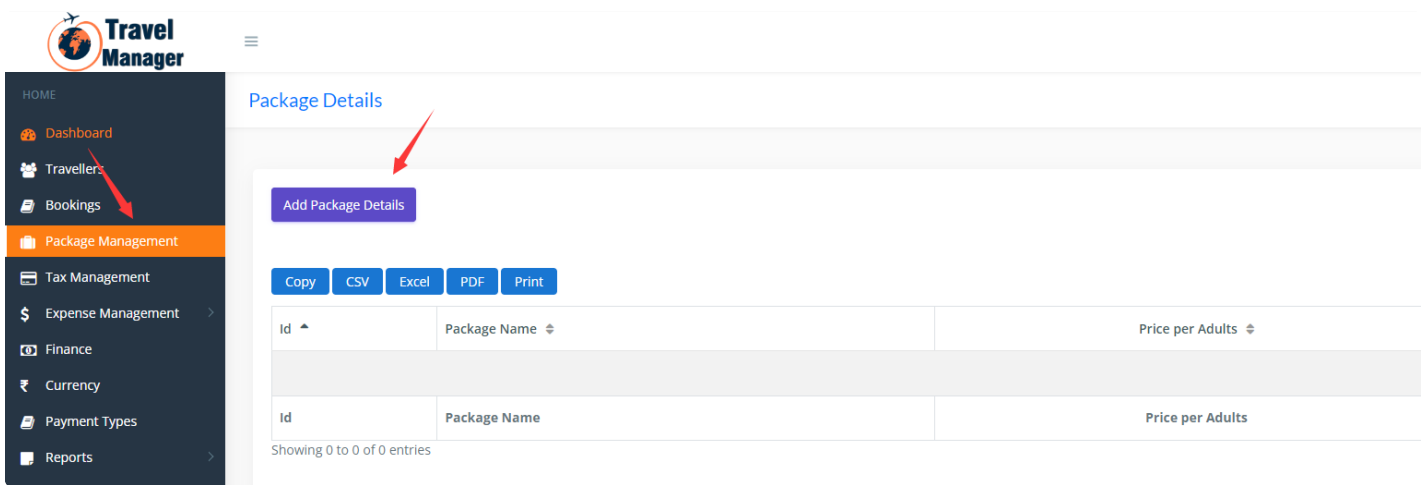 Travel
Manager
HOME
Package Details
Dashboard
Travellers
Bookings
Add Package Details
Package Management
Tax Management
Copy CSV Excel PDF Print
$ Expense Management
Id Package Name Price per Adults
Finance
₹ Currency
Payment Types
Id Package Name Price per Adults
Showing 0 to 0 of 0 entries
Reports